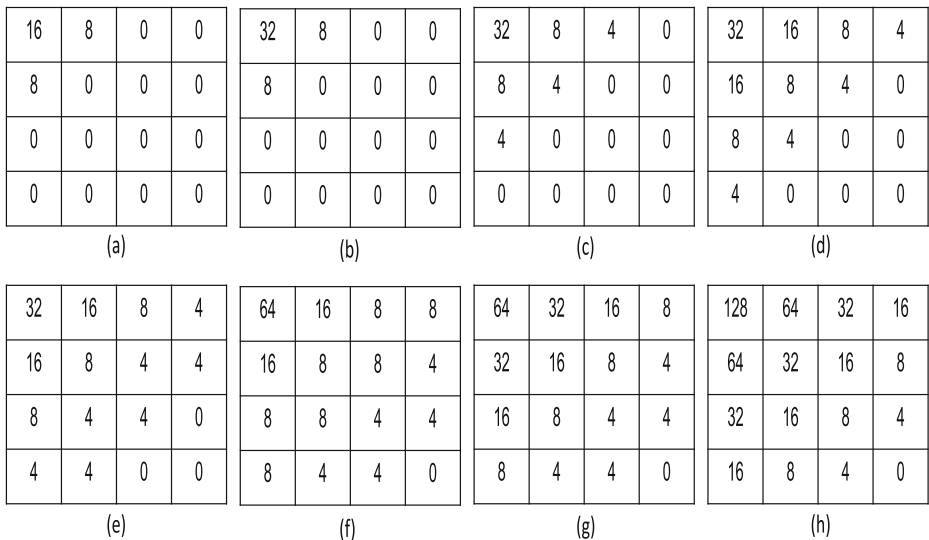 16 8 0 0
8 0 0 0
0 0 0 0
0 0 0 0
(a)
32 8 0 0
8 0 0 0
0 0 0 0
0 0 0 0
(b)
32 8 4 0
8 4 0 0
4 0 0 0
0 0 0 0
(c)
32 16 8 4
16 8 4 0
8 4 0 0
4 0 0 0
(d)
32 16 8 4
16 8 4 4
8 4 4 0
4 4 0 0
(e)
64 16 8 8
16 8 8 4
8 8 4 4
8 4 4 0
(f)
64 32 16 8
32 16 8 4
16 8 4 4
8 4 4 0
(g)
128 64 32 16
64 32 16 8
32 16 8 4
16 8 4 0
(h)